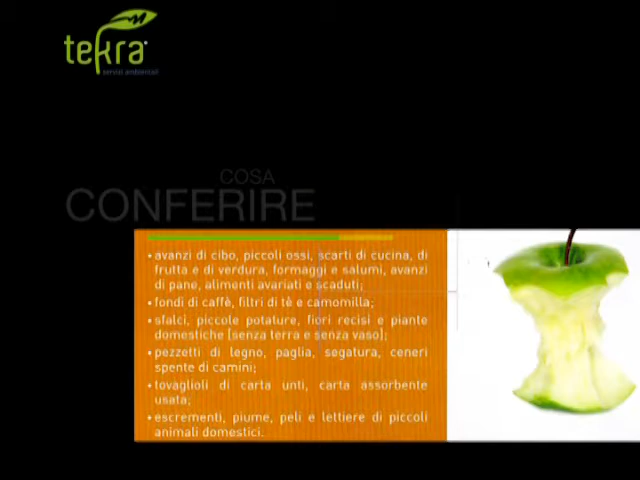 tekra
servizi ambientali
COSA
CONFERIRE
• avanzi di cibo, piccoli ossi, scarti di cucina, di
frutta e di verdura, formaggi e salumi, avanzi
di pane, alimenti avariati e scaduti;
• fondi di caffè, filtri di tè e camomilla;
• sfalci, piccole potature, fiori recisi e piante
domestiche [senza terra e senza vaso];
• pezzetti di legno, paglia, segatura, ceneri
spente di camini;
• tovaglioli di carta unti, carta assorbente
usata;
• escrementi, piume, peli e lettiere di piccoli
animali domestici.